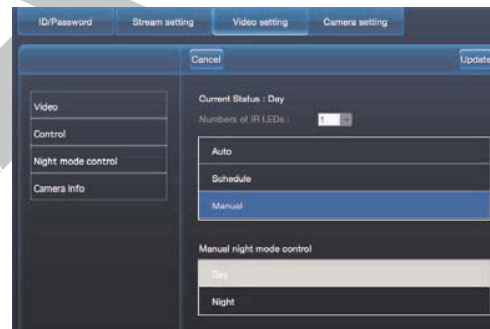 ID/Password Stream setting Video setting Camera setting
Cancel Update
Video
Control
Night mode control
Camera info
Current Status : Day
Numbers of IR LEDs : 1
Auto
Schedule
Manual
Manual night mode control
Day
Night